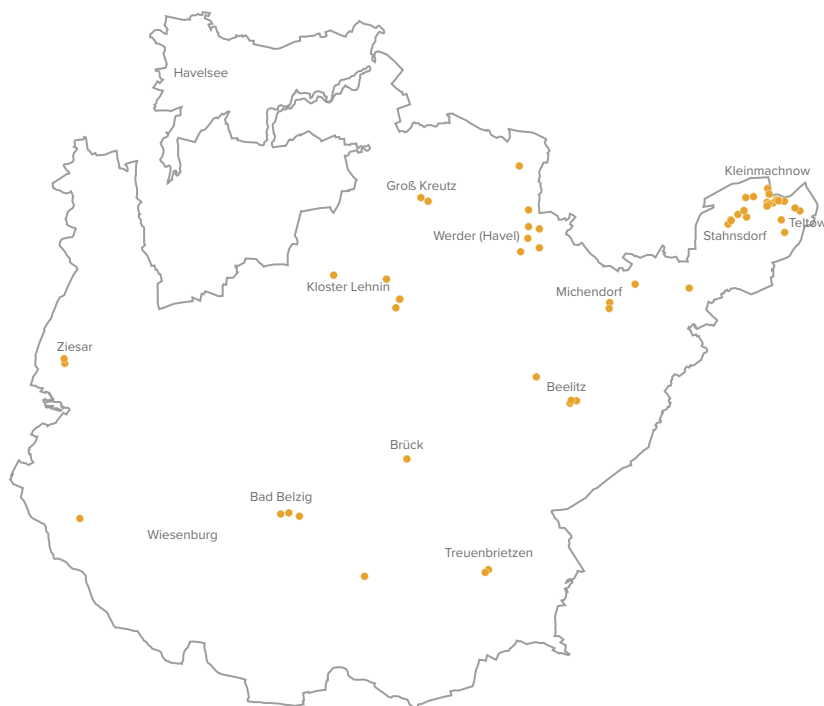 Havelsee
Kleinmachnow
Groß Kreutz
Teltow
Stahnsdorf
Werder (Havel)
Kloster Lehnin
Michendorf
Ziesar
Beelitz
Brück
Bad Belzig
Wiesenburg
Treuenbrietzen